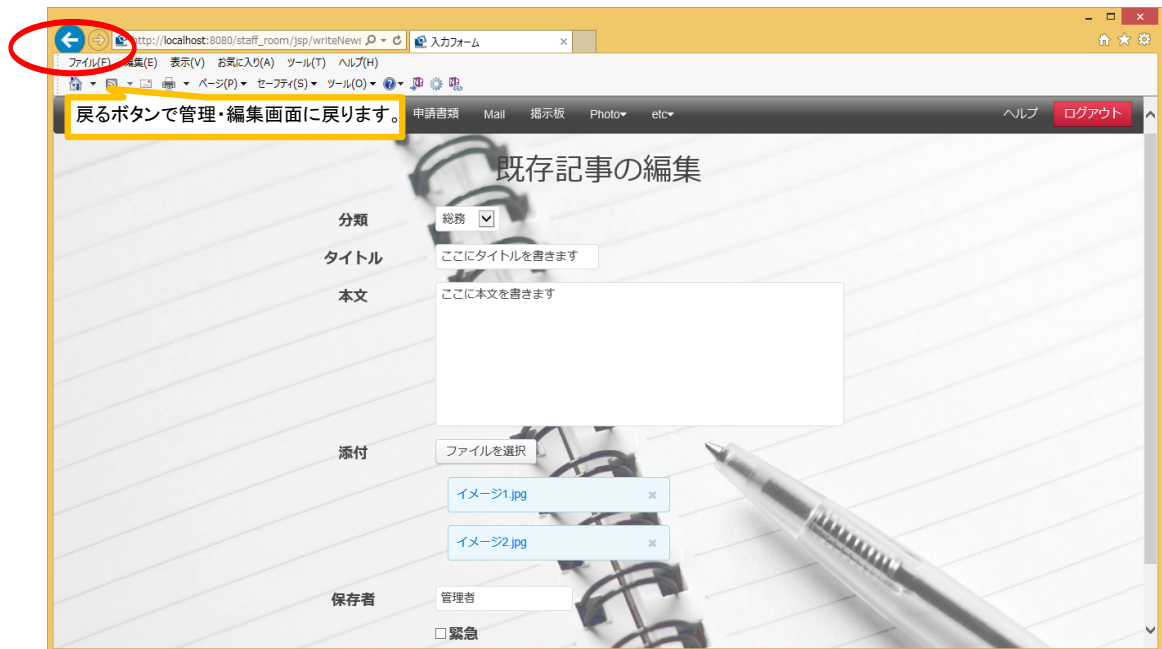 http://localhost:8080/staff_room/jsp/writeNews
入力フォーム
ファイル(F) 編集(E) 表示(V) お気に入り(A) ツール(T) ヘルプ(H)
ページ(P) セーフティ(S) ツール(O)
戻るボタンで管理・編集画面に戻ります。
申請書類 Mail 掲示板 Photo etc ヘルプ ログアウト
既存記事の編集
分類 総務
タイトル ここにタイトルを書きます
本文 ここに本文を書きます
添付 ファイルを選択
イメージ1.jpg
イメージ2.jpg
保存者 管理者
緊急